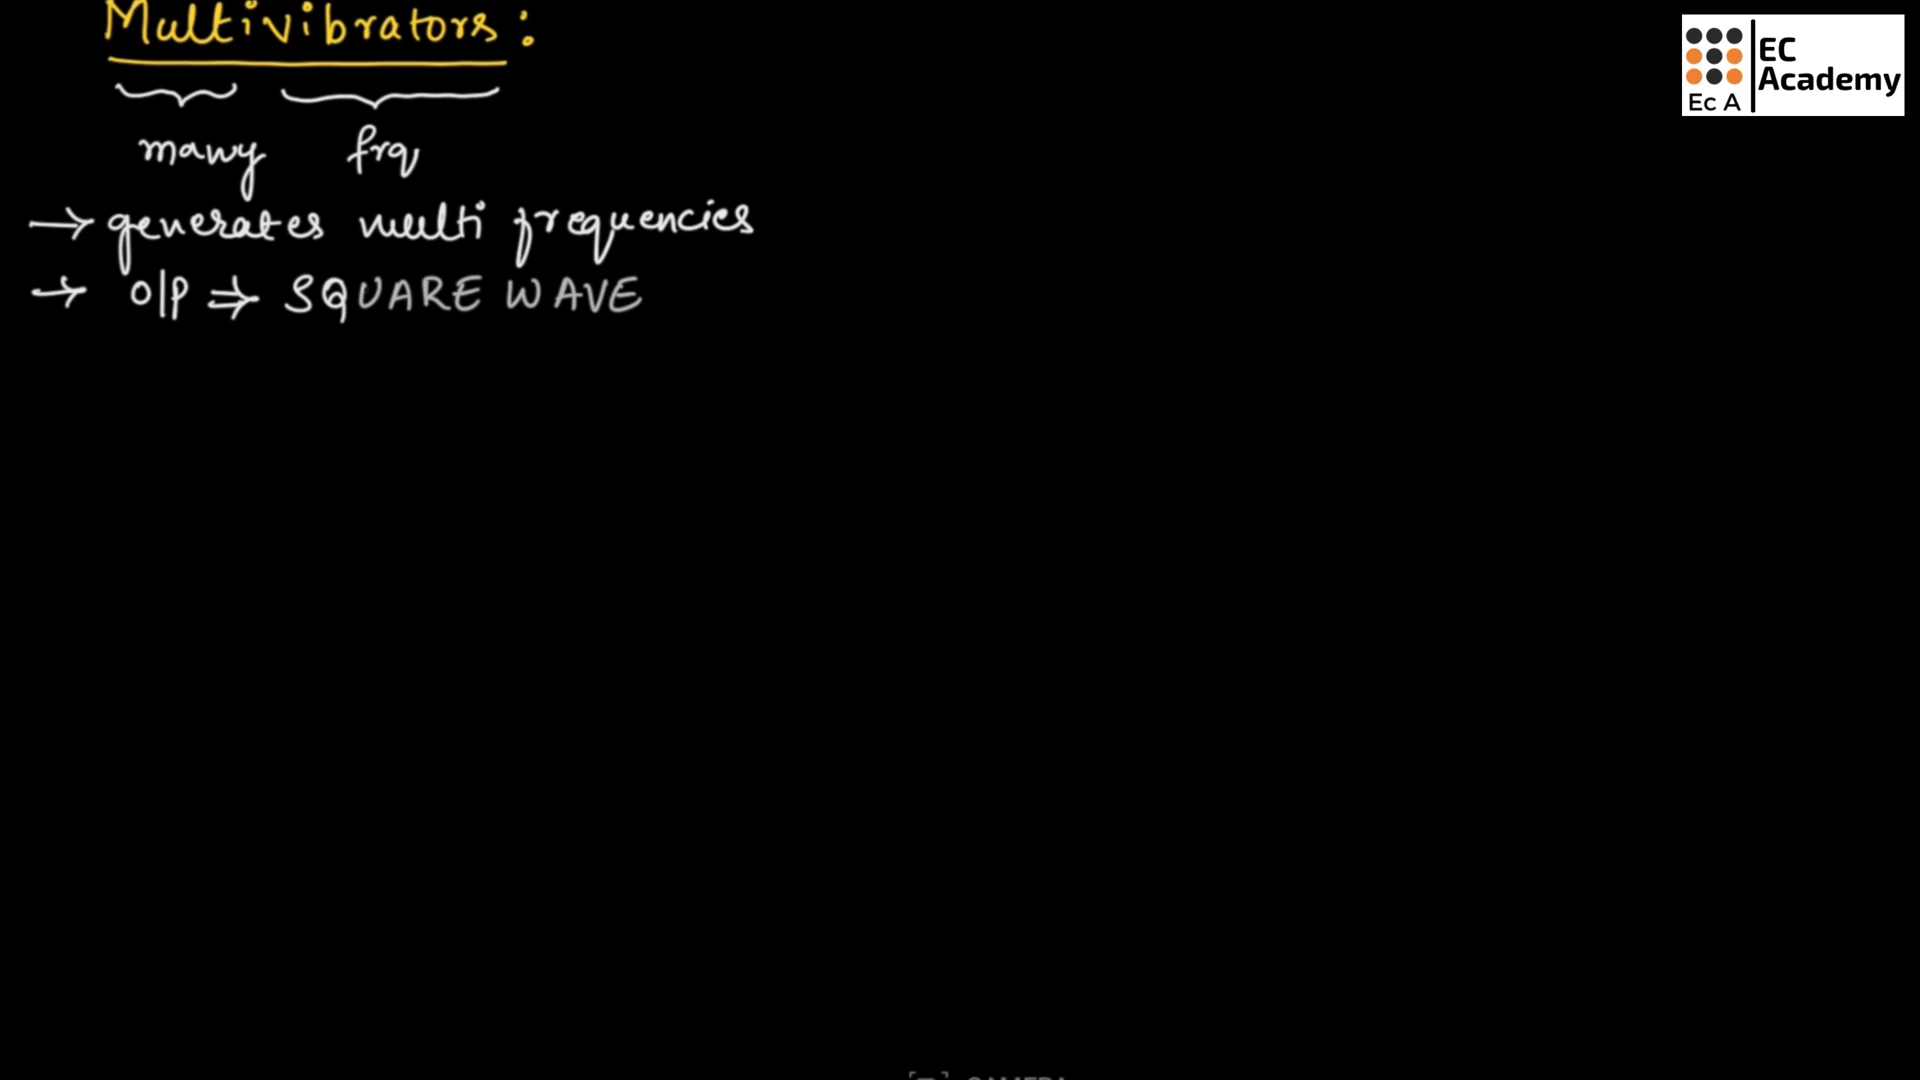 Multivibrators :
many frq
→ generates multi frequencies
→ o/p ⇒ SQUARE WAVE
EC
Academy
Ec A